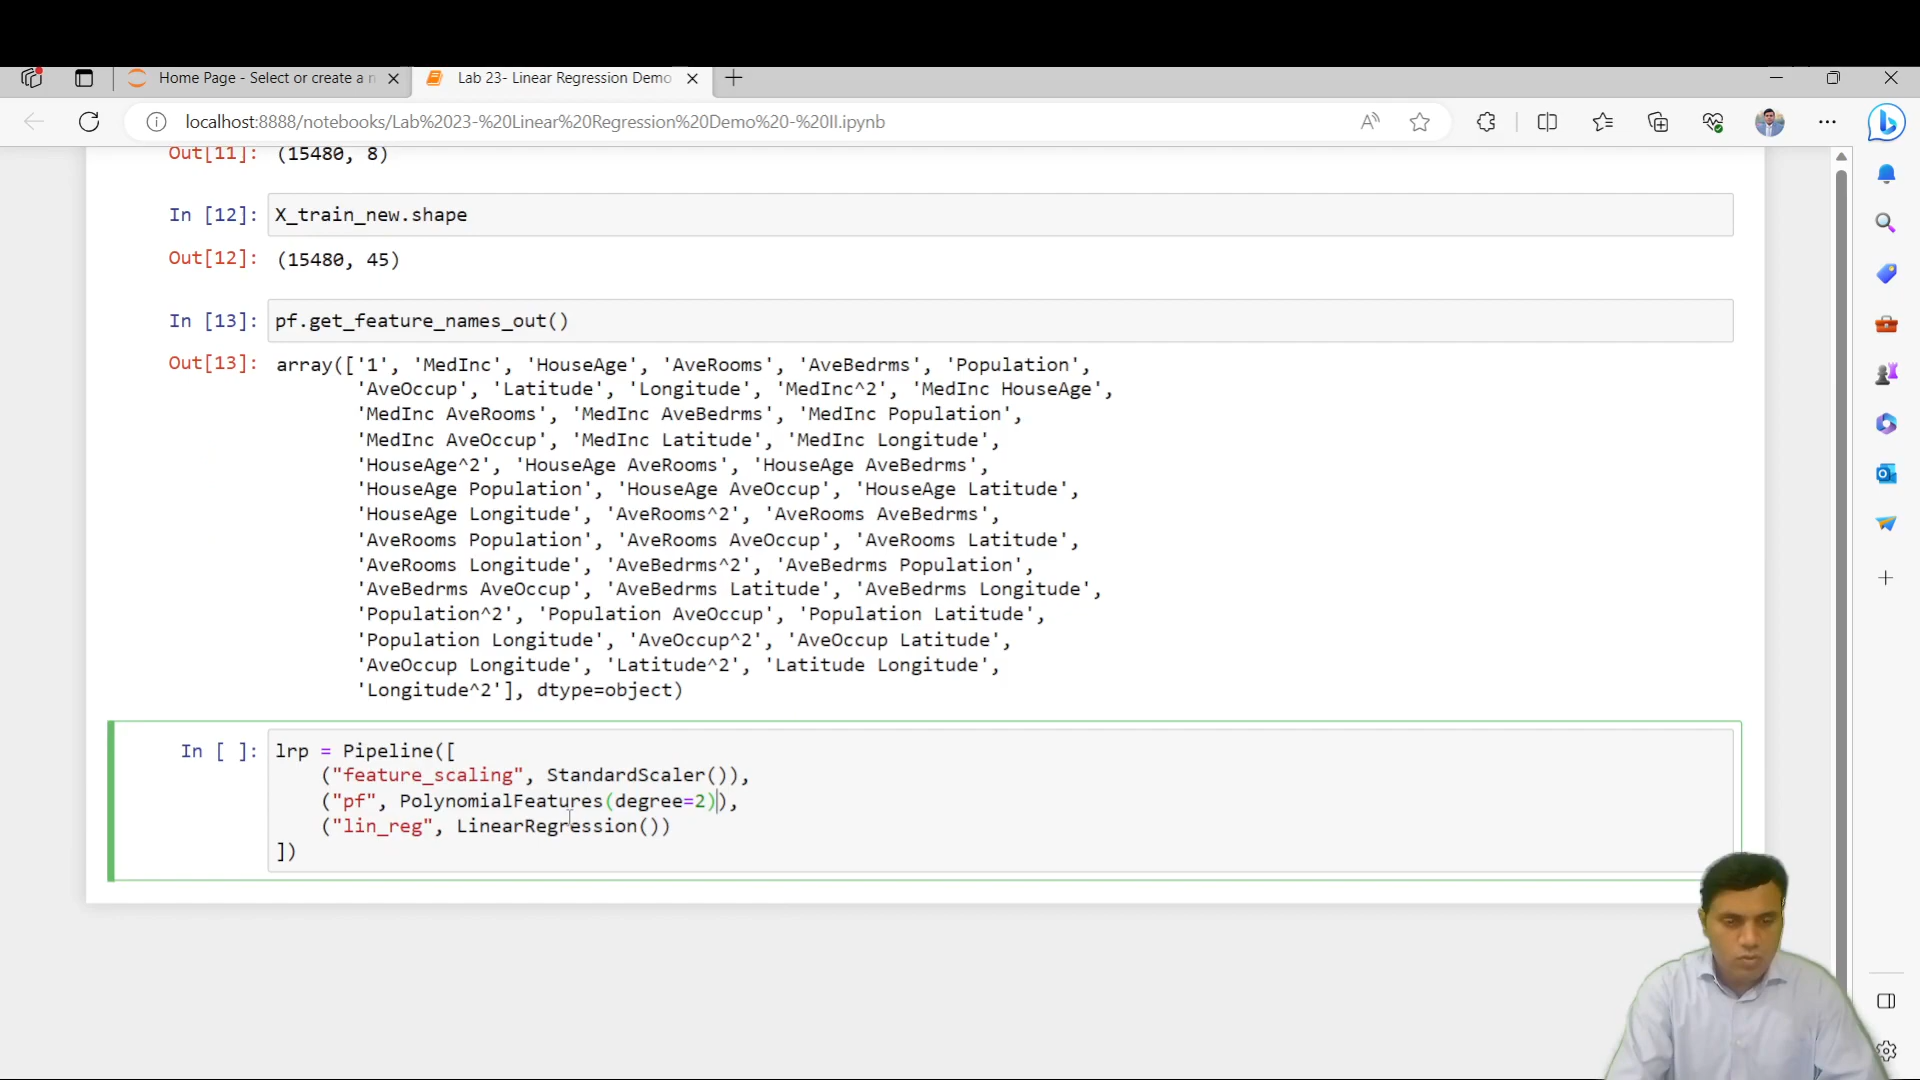 Home Page - Select or create a n
Lab 23- Linear Regression Demo
localhost:8888/notebooks/Lab%2023-%20Linear%20Regression%20Demo%20-%20II.ipynb
Out[11]: (15480, 8)
In [12]: X_train_new.shape
Out[12]: (15480, 45)
In [13]: pf.get_feature_names_out()
Out[13]: array(['1', 'MedInc', 'HouseAge', 'AveRooms', 'AveBedrms', 'Population',
'AveOccup', 'Latitude', 'Longitude', 'MedInc^2', 'MedInc HouseAge',
'MedInc AveRooms', 'MedInc AveBedrms', 'MedInc Population',
'MedInc AveOccup', 'MedInc Latitude', 'MedInc Longitude',
'HouseAge^2', 'HouseAge AveRooms', 'HouseAge AveBedrms',
'HouseAge Population', 'HouseAge AveOccup', 'HouseAge Latitude',
'HouseAge Longitude', 'AveRooms^2', 'AveRooms AveBedrms',
'AveRooms Population', 'AveRooms AveOccup', 'AveRooms Latitude',
'AveRooms Longitude', 'AveBedrms^2', 'AveBedrms Population',
'AveBedrms AveOccup', 'AveBedrms Latitude', 'AveBedrms Longitude',
'Population^2', 'Population AveOccup', 'Population Latitude',
'Population Longitude', 'AveOccup^2', 'AveOccup Latitude',
'AveOccup Longitude', 'Latitude^2', 'Latitude Longitude',
'Longitude^2'], dtype=object)
In [ ]: lrp = Pipeline([
("feature_scaling", StandardScaler()),
("pf", PolynomialFeatures(degree=2)),
("lin_reg", LinearRegression())
])